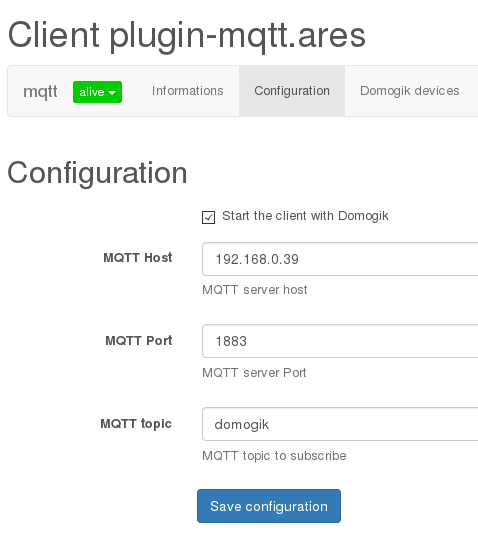 Client plugin-mqtt.ares
mqtt alive Informations Configuration Domogik devices
Configuration
Start the client with Domogik
MQTT Host 192.168.0.39
MQTT server host
MQTT Port 1883
MQTT server Port
MQTT topic domogik
MQTT topic to subscribe
Save configuration